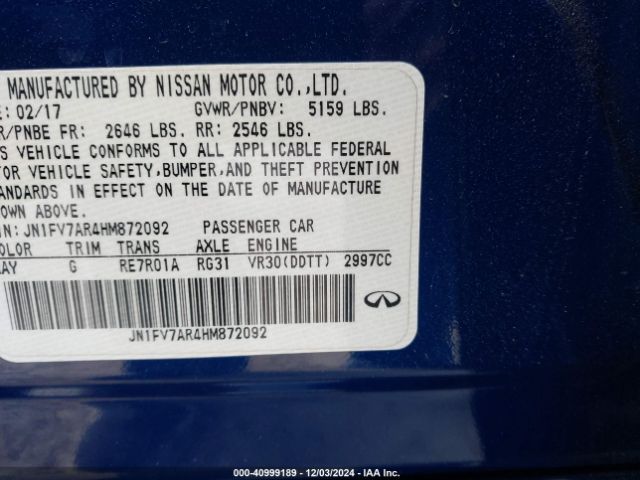 MANUFACTURED BY NISSAN MOTOR CO.,LTD.
E: 02/17 GVWR/PNBV: 5159 LBS.
R/PNBE FR: 2646 LBS. RR: 2546 LBS.
S VEHICLE CONFORMS TO ALL APPLICABLE FEDERAL
TOR VEHICLE SAFETY,BUMPER,AND THEFT PREVENTION
ANDARDS IN EFFECT ON THE DATE OF MANUFACTURE
OWN ABOVE.
N: JN1FV7AR4HM872092 PASSENGER CAR
OLOR TRIM TRANS AXLE ENGINE
AY G RE7R01A RG31 VR30(DDTT) 2997CC
JN1FV7AR4HM872092
000-40999189 - 12/03/2024 - IAA